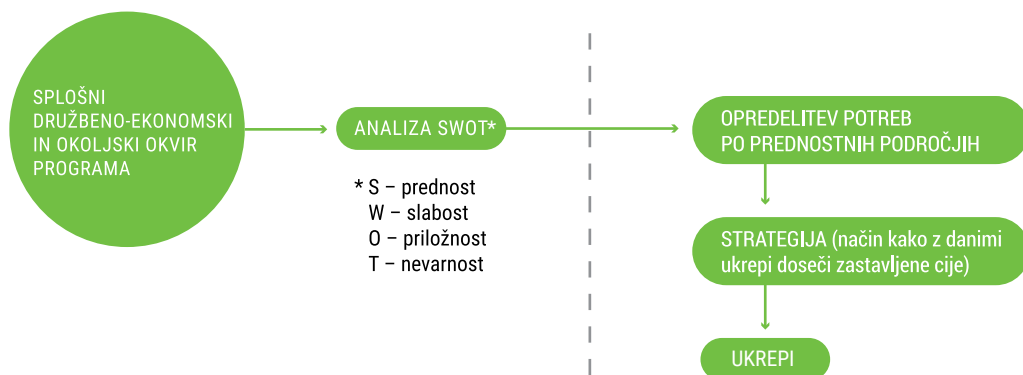 SPLOŠNI
DRUŽBENO-EKONOMSKI
IN OKOLJSKI OKVIR
PROGRAMA
ANALIZA SWOT*
* S – prednost
W – slabost
O – priložnost
T – nevarnost
OPREDELITEV POTREB
PO PREDNOSTNIH PODROČJIH
STRATEGIJA (način kako z danimi
ukrepi doseči zastavljene cije)
UKREPI